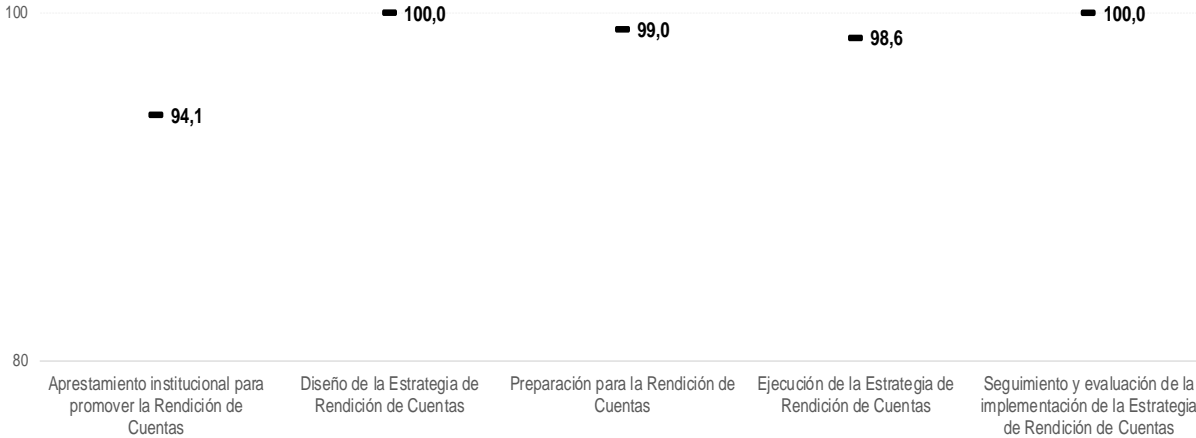 100
100,0
99,0
98,6
100,0
94,1
80
Aprestamiento institucional para
promover la Rendición de
Cuentas
Diseño de la Estrategia de
Rendición de Cuentas
Preparación para la Rendición de
Cuentas
Ejecución de la Estrategia de
Rendición de Cuentas
Seguimiento y evaluación de la
implementación de la Estrategia
de Rendición de Cuentas